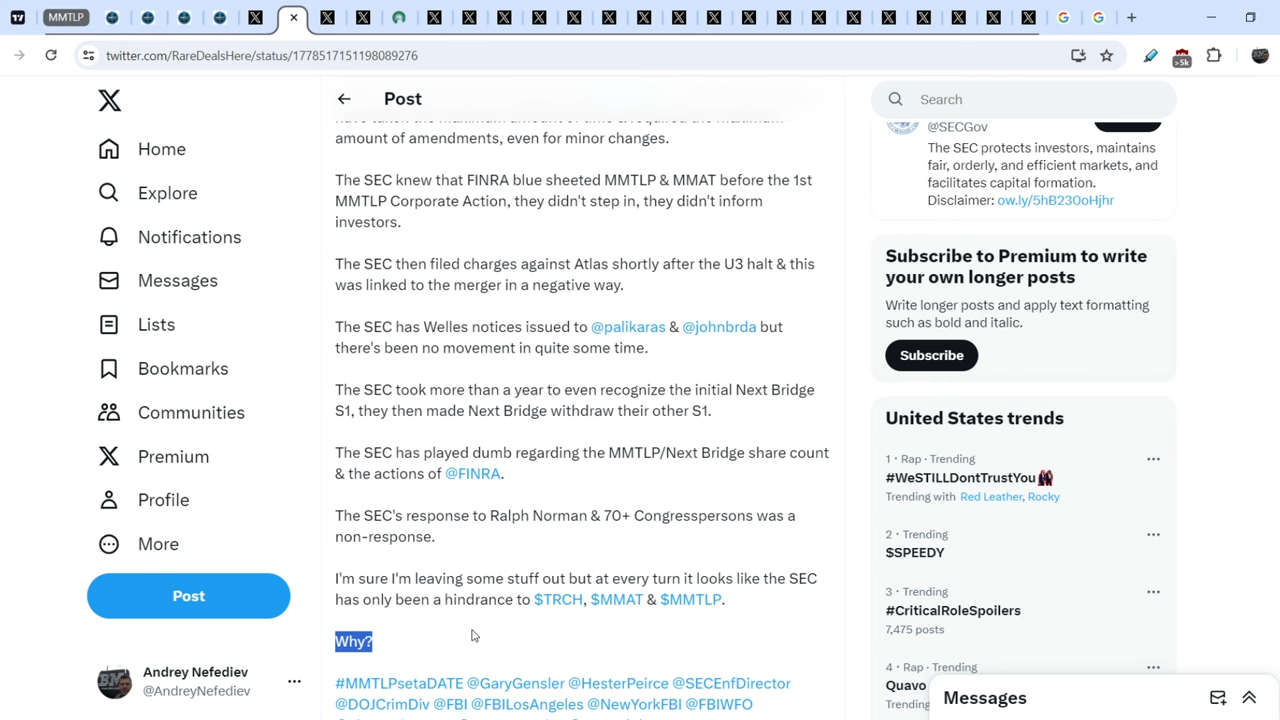 MMTLP
twitter.com/RareDealsHere/status/1778517151198089276
>5k
Home
Explore
Notifications
Messages
Lists
Bookmarks
Communities
Premium
Profile
More
Post
Andrey Nefediev
@AndreyNefediev
Post
amount of amendments, even for minor changes.
The SEC knew that FINRA blue sheeted MMTLP & MMAT before the 1st
MMTLP Corporate Action, they didn't step in, they didn't inform
investors.
The SEC then filed charges against Atlas shortly after the U3 halt & this
was linked to the merger in a negative way.
The SEC has Welles notices issued to @palikaras & @johnbrda but
there's been no movement in quite some time.
The SEC took more than a year to even recognize the initial Next Bridge
S1, they then made Next Bridge withdraw their other S1.
The SEC has played dumb regarding the MMTLP/Next Bridge share count
& the actions of @FINRA.
The SEC's response to Ralph Norman & 70+ Congresspersons was a
non-response.
I'm sure I'm leaving some stuff out but at every turn it looks like the SEC
has only been a hindrance to $TRCH, $MMAT & $MMTLP.
Why?
#MMTLPsetaDATE @GaryGensler @HesterPeirce @SECEnfDirector
@DOJCrimDiv @FBI @FBILosAngeles @NewYorkFBI @FBIWFO
Search
@SECGov
The SEC protects investors, maintains
fair, orderly, and efficient markets, and
facilitates capital formation.
Disclaimer: ow.ly/5hB230oHjhr
Subscribe to Premium to write
your own longer posts
Write longer posts and apply text formatting
such as bold and italic.
Subscribe
United States trends
1 · Rap · Trending
#WeSTILLDontTrustYou
Trending with Red Leather, Rocky
2 · Trending
$SPEEDY
3 · Trending
#CriticalRoleSpoilers
7,475 posts
4 · Rap · Trending
Quavo
Trending
Messages